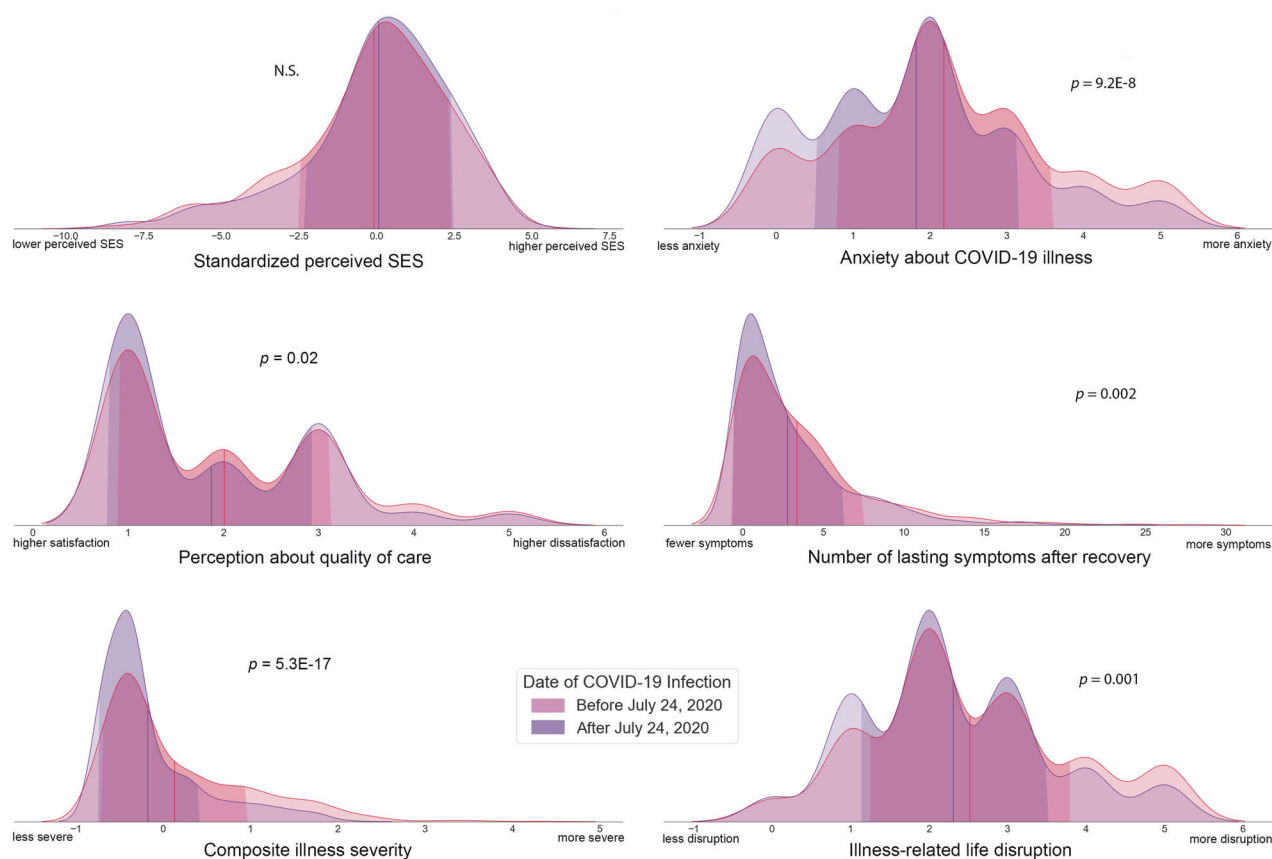 N.S.
−10.0 −7.5 −5.0 −2.5 0.0 2.5 5.0 7.5
lower perceived SES higher perceived SES
Standardized perceived SES
p = 9.2E-8
−1 0 1 2 3 4 5 6
less anxiety more anxiety
Anxiety about COVID-19 illness
p = 0.02
0 1 2 3 4 5 6
higher satisfaction higher dissatisfaction
Perception about quality of care
p = 0.002
0 5 10 15 20 25 30
fewer symptoms more symptoms
Number of lasting symptoms after recovery
p = 5.3E-17
−1 0 1 2 3 4 5
less severe more severe
Composite illness severity
Date of COVID-19 Infection
Before July 24, 2020
After July 24, 2020
p = 0.001
0 1 2 3 4 5 6
less disruption more disruption
Illness-related life disruption